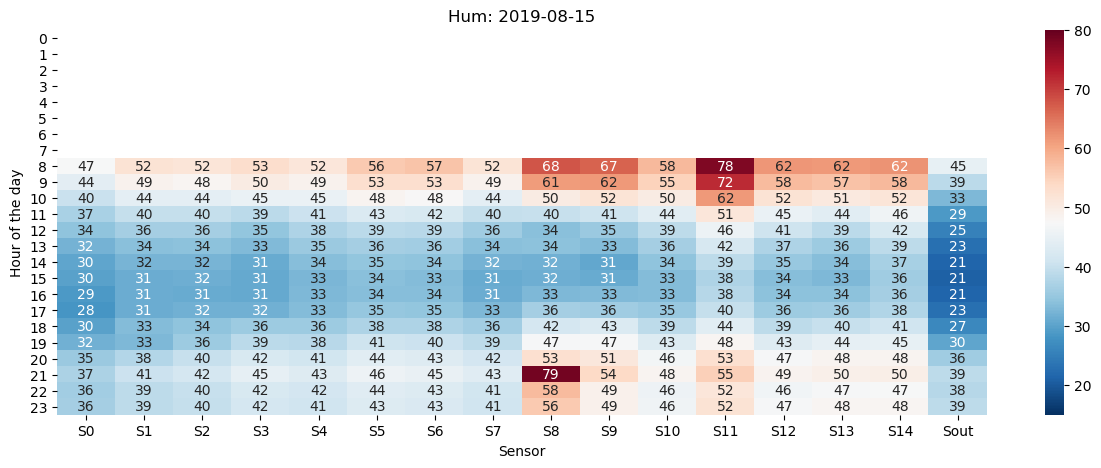 Hum: 2019-08-15
0
1
2
3
4
5
6
7
8 47 52 52 53 52 56 57 52 68 67 58 78 62 62 62 45
9 44 49 48 50 49 53 53 49 61 62 55 72 58 57 58 39
10 40 44 44 45 45 48 48 44 50 52 50 62 52 51 52 33
11 37 40 40 39 41 43 42 40 40 41 44 51 45 44 46 29
12 34 36 36 35 38 39 39 36 34 35 39 46 41 39 42 25
13 32 34 34 33 35 36 36 34 34 33 36 42 37 36 39 23
14 30 32 32 31 34 35 34 32 32 31 34 39 35 34 37 21
15 30 31 32 31 33 34 34 31 32 31 33 38 34 33 36 21
16 29 31 31 31 33 34 34 31 33 33 33 38 34 34 36 21
17 28 31 32 32 33 35 35 33 36 36 35 40 36 36 38 23
18 30 33 34 36 36 38 38 36 42 43 39 44 39 40 41 27
19 32 33 36 39 38 41 40 39 47 47 43 48 43 44 45 30
20 35 38 40 42 41 44 43 42 53 51 46 53 47 48 48 36
21 37 41 42 45 43 46 45 43 79 54 48 55 49 50 50 39
22 36 39 40 42 42 44 43 41 58 49 46 52 46 47 47 38
23 36 39 40 42 41 43 43 41 56 49 46 52 47 48 48 39
S0 S1 S2 S3 S4 S5 S6 S7 S8 S9 S10 S11 S12 S13 S14 Sout
Sensor
Hour of the day
80
70
60
50
40
30
20